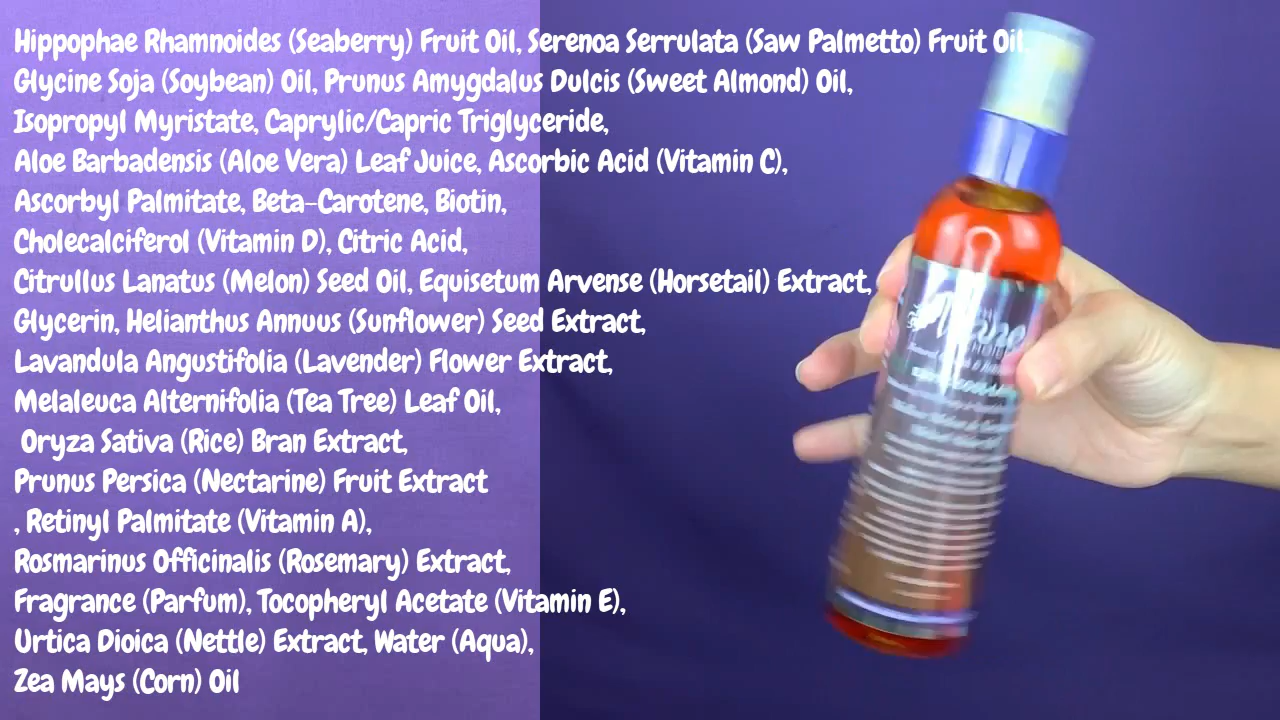 Hippophae Rhamnoides (Seaberry) Fruit Oil, Serenoa Serrulata (Saw Palmetto) Fruit Oil,
Glycine Soja (Soybean) Oil, Prunus Amygdalus Dulcis (Sweet Almond) Oil,
Isopropyl Myristate, Caprylic/Capric Triglyceride,
Aloe Barbadensis (Aloe Vera) Leaf Juice, Ascorbic Acid (Vitamin C),
Ascorbyl Palmitate, Beta-Carotene, Biotin,
Cholecalciferol (Vitamin D), Citric Acid,
Citrullus Lanatus (Melon) Seed Oil, Equisetum Arvense (Horsetail) Extract,
Glycerin, Helianthus Annuus (Sunflower) Seed Extract,
Lavandula Angustifolia (Lavender) Flower Extract,
Melaleuca Alternifolia (Tea Tree) Leaf Oil,
Oryza Sativa (Rice) Bran Extract,
Prunus Persica (Nectarine) Fruit Extract
, Retinyl Palmitate (Vitamin A),
Rosmarinus Officinalis (Rosemary) Extract,
Fragrance (Parfum), Tocopheryl Acetate (Vitamin E),
Urtica Dioica (Nettle) Extract, Water (Aqua),
Zea Mays (Corn) Oil